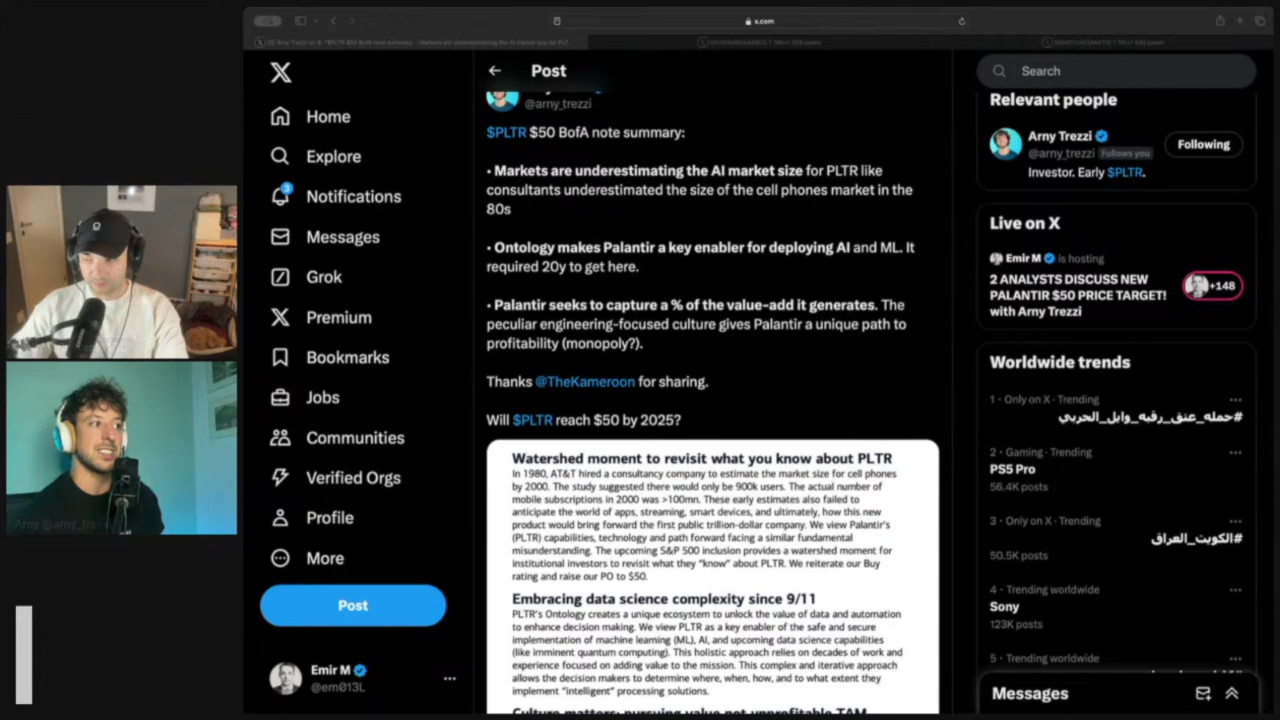 x.com
Home
Explore
3
Notifications
Messages
Grok
Premium
Bookmarks
Jobs
Communities
Verified Orgs
Profile
More
Post
Emir M
@em013L
Post
@arny_trezzi
$PLTR $50 BofA note summary:
• Markets are underestimating the AI market size for PLTR like
consultants underestimated the size of the cell phones market in the
80s
• Ontology makes Palantir a key enabler for deploying AI and ML. It
required 20y to get here.
• Palantir seeks to capture a % of the value-add it generates. The
peculiar engineering-focused culture gives Palantir a unique path to
profitability (monopoly?).
Thanks @TheKameroon for sharing.
Will $PLTR reach $50 by 2025?
Watershed moment to revisit what you know about PLTR
In 1980, AT&T hired a consultancy company to estimate the market size for cell phones
by 2000. The study suggested there would only be 900k users. The actual number of
mobile subscriptions in 2000 was >100mn. These early estimates also failed to
anticipate the world of apps, streaming, smart devices, and ultimately, how this new
product would bring forward the first public trillion-dollar company. We view Palantir's
(PLTR) capabilities, technology and path forward facing a similar fundamental
misunderstanding. The upcoming S&P 500 inclusion provides a watershed moment for
institutional investors to revisit what they "know" about PLTR. We reiterate our Buy
rating and raise our PO to $50.
Embracing data science complexity since 9/11
PLTR's Ontology creates a unique ecosystem to unlock the value of data and automation
to enhance decision making. We view PLTR as a key enabler of the safe and secure
implementation of machine learning (ML), AI, and upcoming data science capabilities
(like imminent quantum computing). This holistic approach relies on decades of work and
experience focused on adding value to the mission. This complex and iterative approach
allows the decision makers to determine where, when, how, and to what extent they
implement "intelligent" processing solutions.
Culture matters: pursuing value not unprofitable TAM
Search
Relevant people
Arny Trezzi
@arny_trezzi Follows you
Following
Investor. Early $PLTR.
Live on X
Emir M is hosting
2 ANALYSTS DISCUSS NEW
PALANTIR $50 PRICE TARGET!
with Arny Trezzi
+148
Worldwide trends
1 · Only on X · Trending
#حمله_عنق_رقبه_وابل_الحربي
2 · Gaming · Trending
PS5 Pro
56.4K posts
3 · Only on X · Trending
#الكويت_العراق
50.5K posts
4 · Trending worldwide
Sony
123K posts
5 · Trending worldwide
Messages
Arny @arny_trezzi